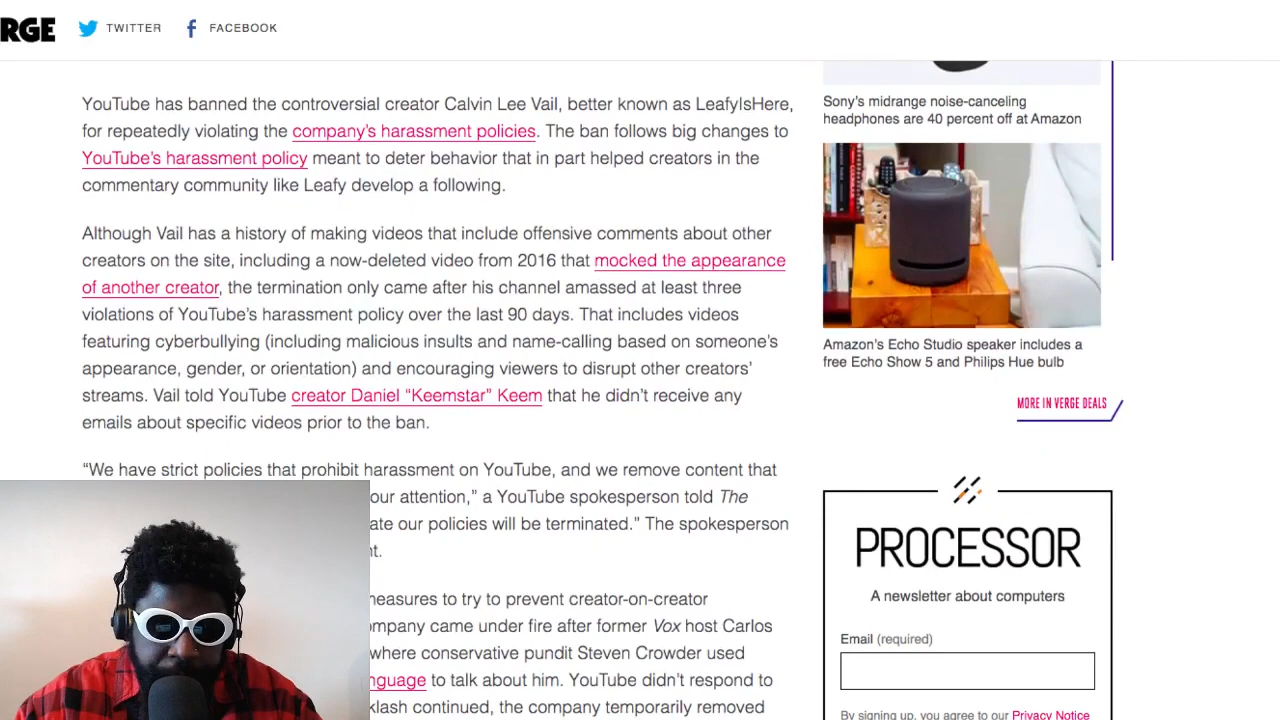 RGE
TWITTER
FACEBOOK
YouTube has banned the controversial creator Calvin Lee Vail, better known as LeafyIsHere,
for repeatedly violating the company's harassment policies. The ban follows big changes to
YouTube's harassment policy meant to deter behavior that in part helped creators in the
commentary community like Leafy develop a following.
Although Vail has a history of making videos that include offensive comments about other
creators on the site, including a now-deleted video from 2016 that mocked the appearance
of another creator, the termination only came after his channel amassed at least three
violations of YouTube's harassment policy over the last 90 days. That includes videos
featuring cyberbullying (including malicious insults and name-calling based on someone's
appearance, gender, or orientation) and encouraging viewers to disrupt other creators'
streams. Vail told YouTube creator Daniel “Keemstar” Keem that he didn't receive any
emails about specific videos prior to the ban.
“We have strict policies that prohibit harassment on YouTube, and we remove content that
our attention,” a YouTube spokesperson told The
ate our policies will be terminated.” The spokesperson
t.
measures to try to prevent creator-on-creator
ompany came under fire after former Vox host Carlos
where conservative pundit Steven Crowder used
nguage to talk about him. YouTube didn't respond to
klash continued, the company temporarily removed
Sony's midrange noise-canceling
headphones are 40 percent off at Amazon
Amazon's Echo Studio speaker includes a
free Echo Show 5 and Philips Hue bulb
MORE IN VERGE DEALS
PROCESSOR
A newsletter about computers
Email (required)
By signing up, you agree to our Privacy Notice